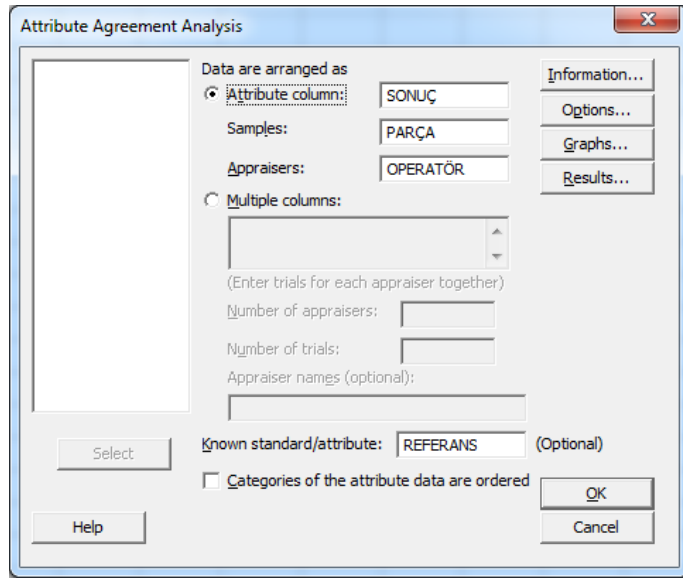 Attribute Agreement Analysis
Data are arranged as
Attribute column: SONUÇ
Samples: PARÇA
Appraisers: OPERATÖR
Multiple columns:
(Enter trials for each appraiser together)
Number of appraisers:
Number of trials:
Appraiser names (optional):
Known standard/attribute: REFERANS (Optional)
Categories of the attribute data are ordered
Information...
Options...
Graphs...
Results...
Select
Help
OK
Cancel